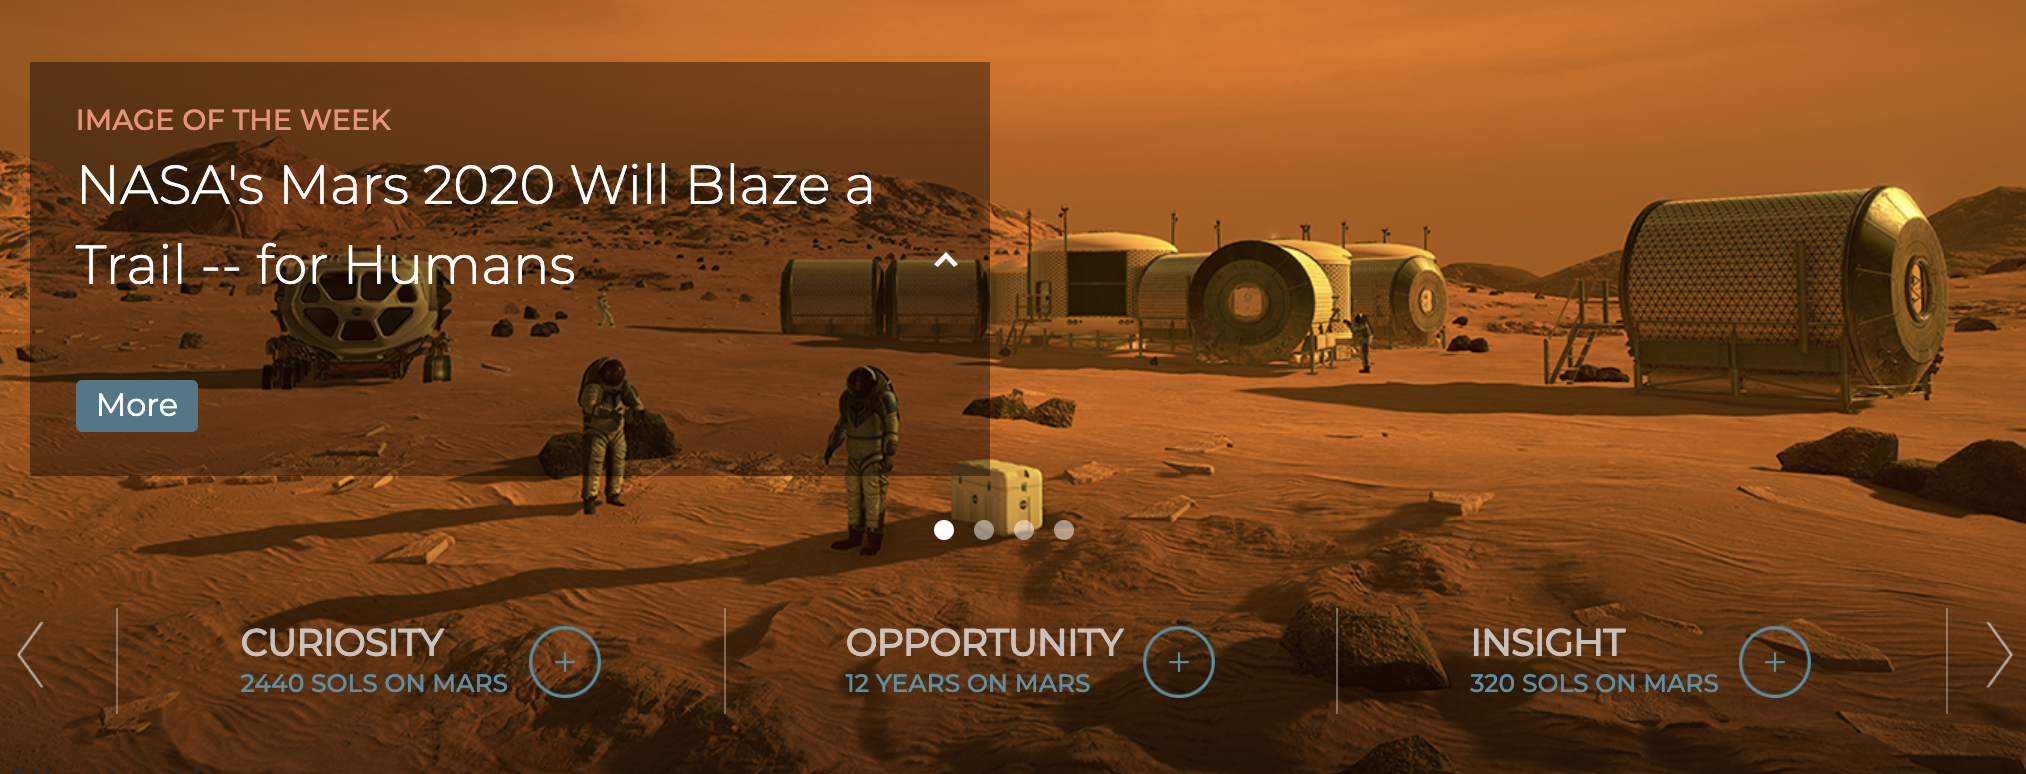 IMAGE OF THE WEEK
NASA's Mars 2020 Will Blaze a
Trail -- for Humans
More
CURIOSITY
2440 SOLS ON MARS
OPPORTUNITY
12 YEARS ON MARS
INSIGHT
320 SOLS ON MARS